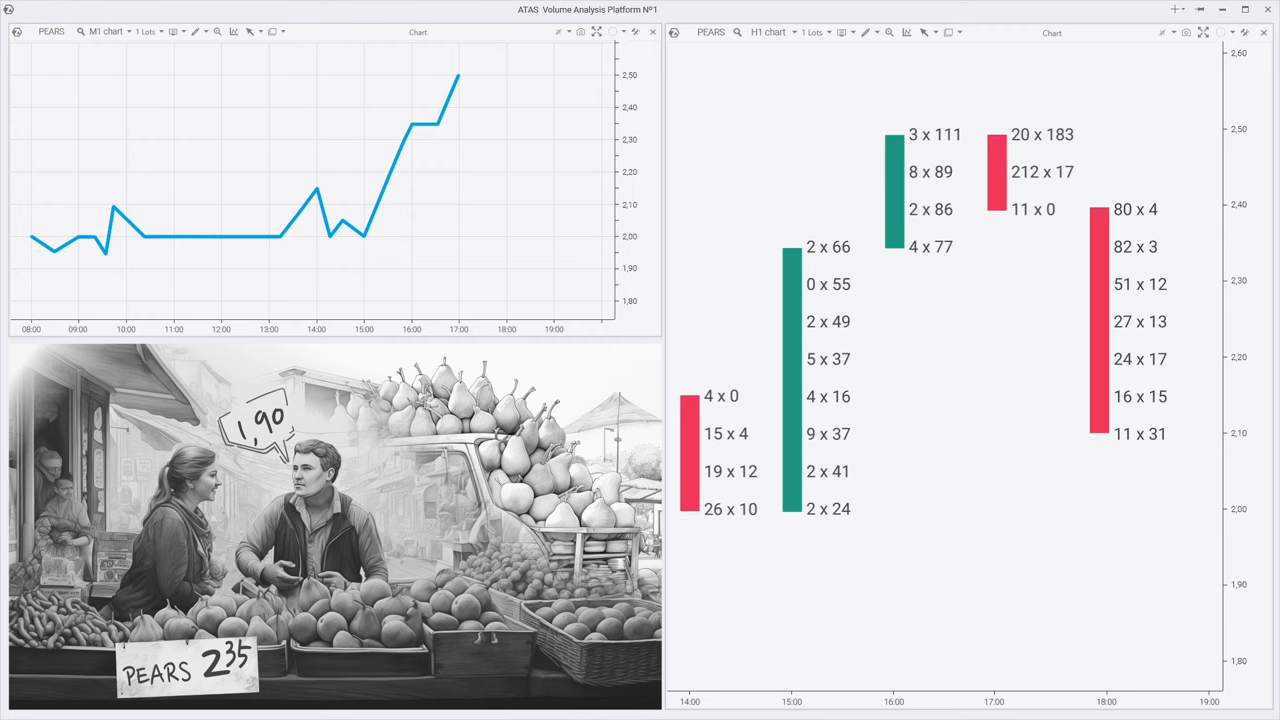 ATAS Volume Analysis Platform Nº1
PEARS M1 chart 1 Lots Chart
2,50
2,40
2,30
2,20
2,10
2,00
1,90
1,80
08:00 09:00 10:00 11:00 12:00 13:00 14:00 15:00 16:00 17:00 18:00 19:00
1,90
PEARS 2 35
PEARS H1 chart 1 Lots Chart
2,60
2,50
2,40
2,30
2,20
2,10
2,00
1,90
1,80
4 x 0
15 x 4
19 x 12
26 x 10
2 x 66
0 x 55
2 x 49
5 x 37
4 x 16
9 x 37
2 x 41
2 x 24
3 x 111
8 x 89
2 x 86
4 x 77
20 x 183
212 x 17
11 x 0
80 x 4
82 x 3
51 x 12
27 x 13
24 x 17
16 x 15
11 x 31
14:00 15:00 16:00 17:00 18:00 19:00